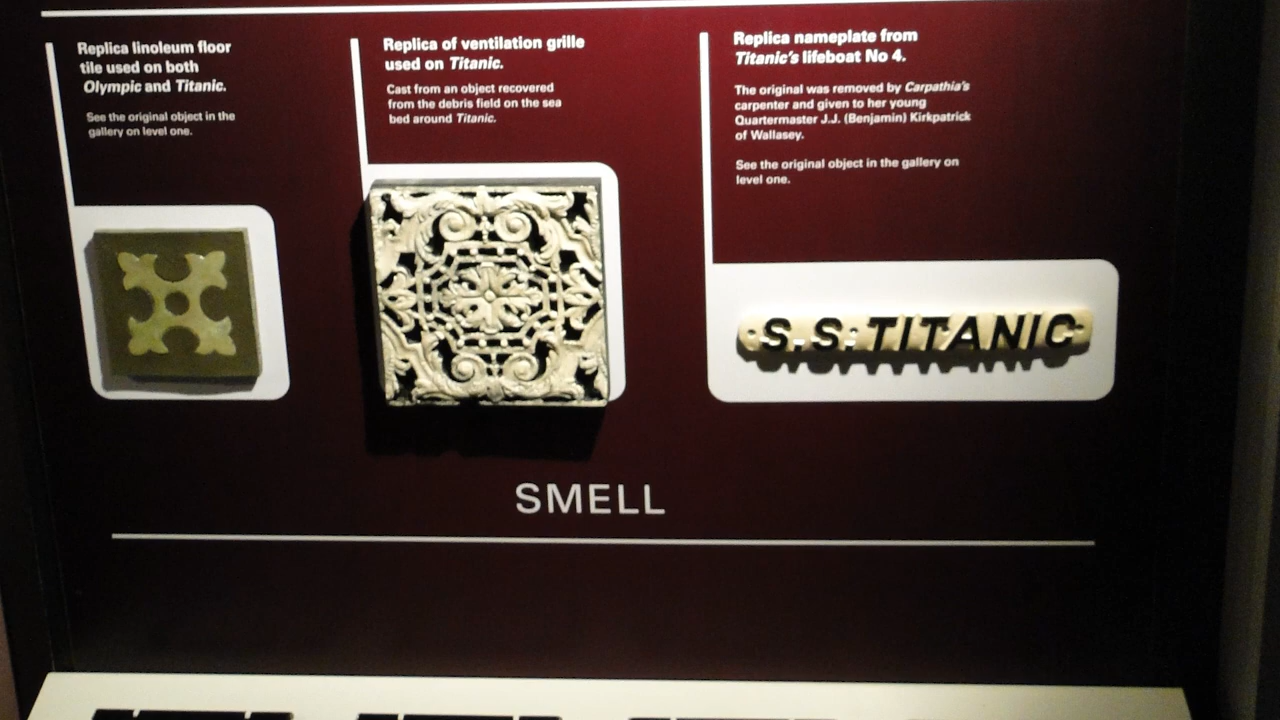 Replica linoleum floor
tile used on both
Olympic and Titanic.
See the original object in the
gallery on level one.
Replica of ventilation grille
used on Titanic.
Cast from an object recovered
from the debris field on the sea
bed around Titanic.
Replica nameplate from
Titanic's lifeboat No 4.
The original was removed by Carpathia's
carpenter and given to her young
Quartermaster J.J. (Benjamin) Kirkpatrick
of Wallasey.
See the original object in the gallery on
level one.
S.S. TITANIC
SMELL